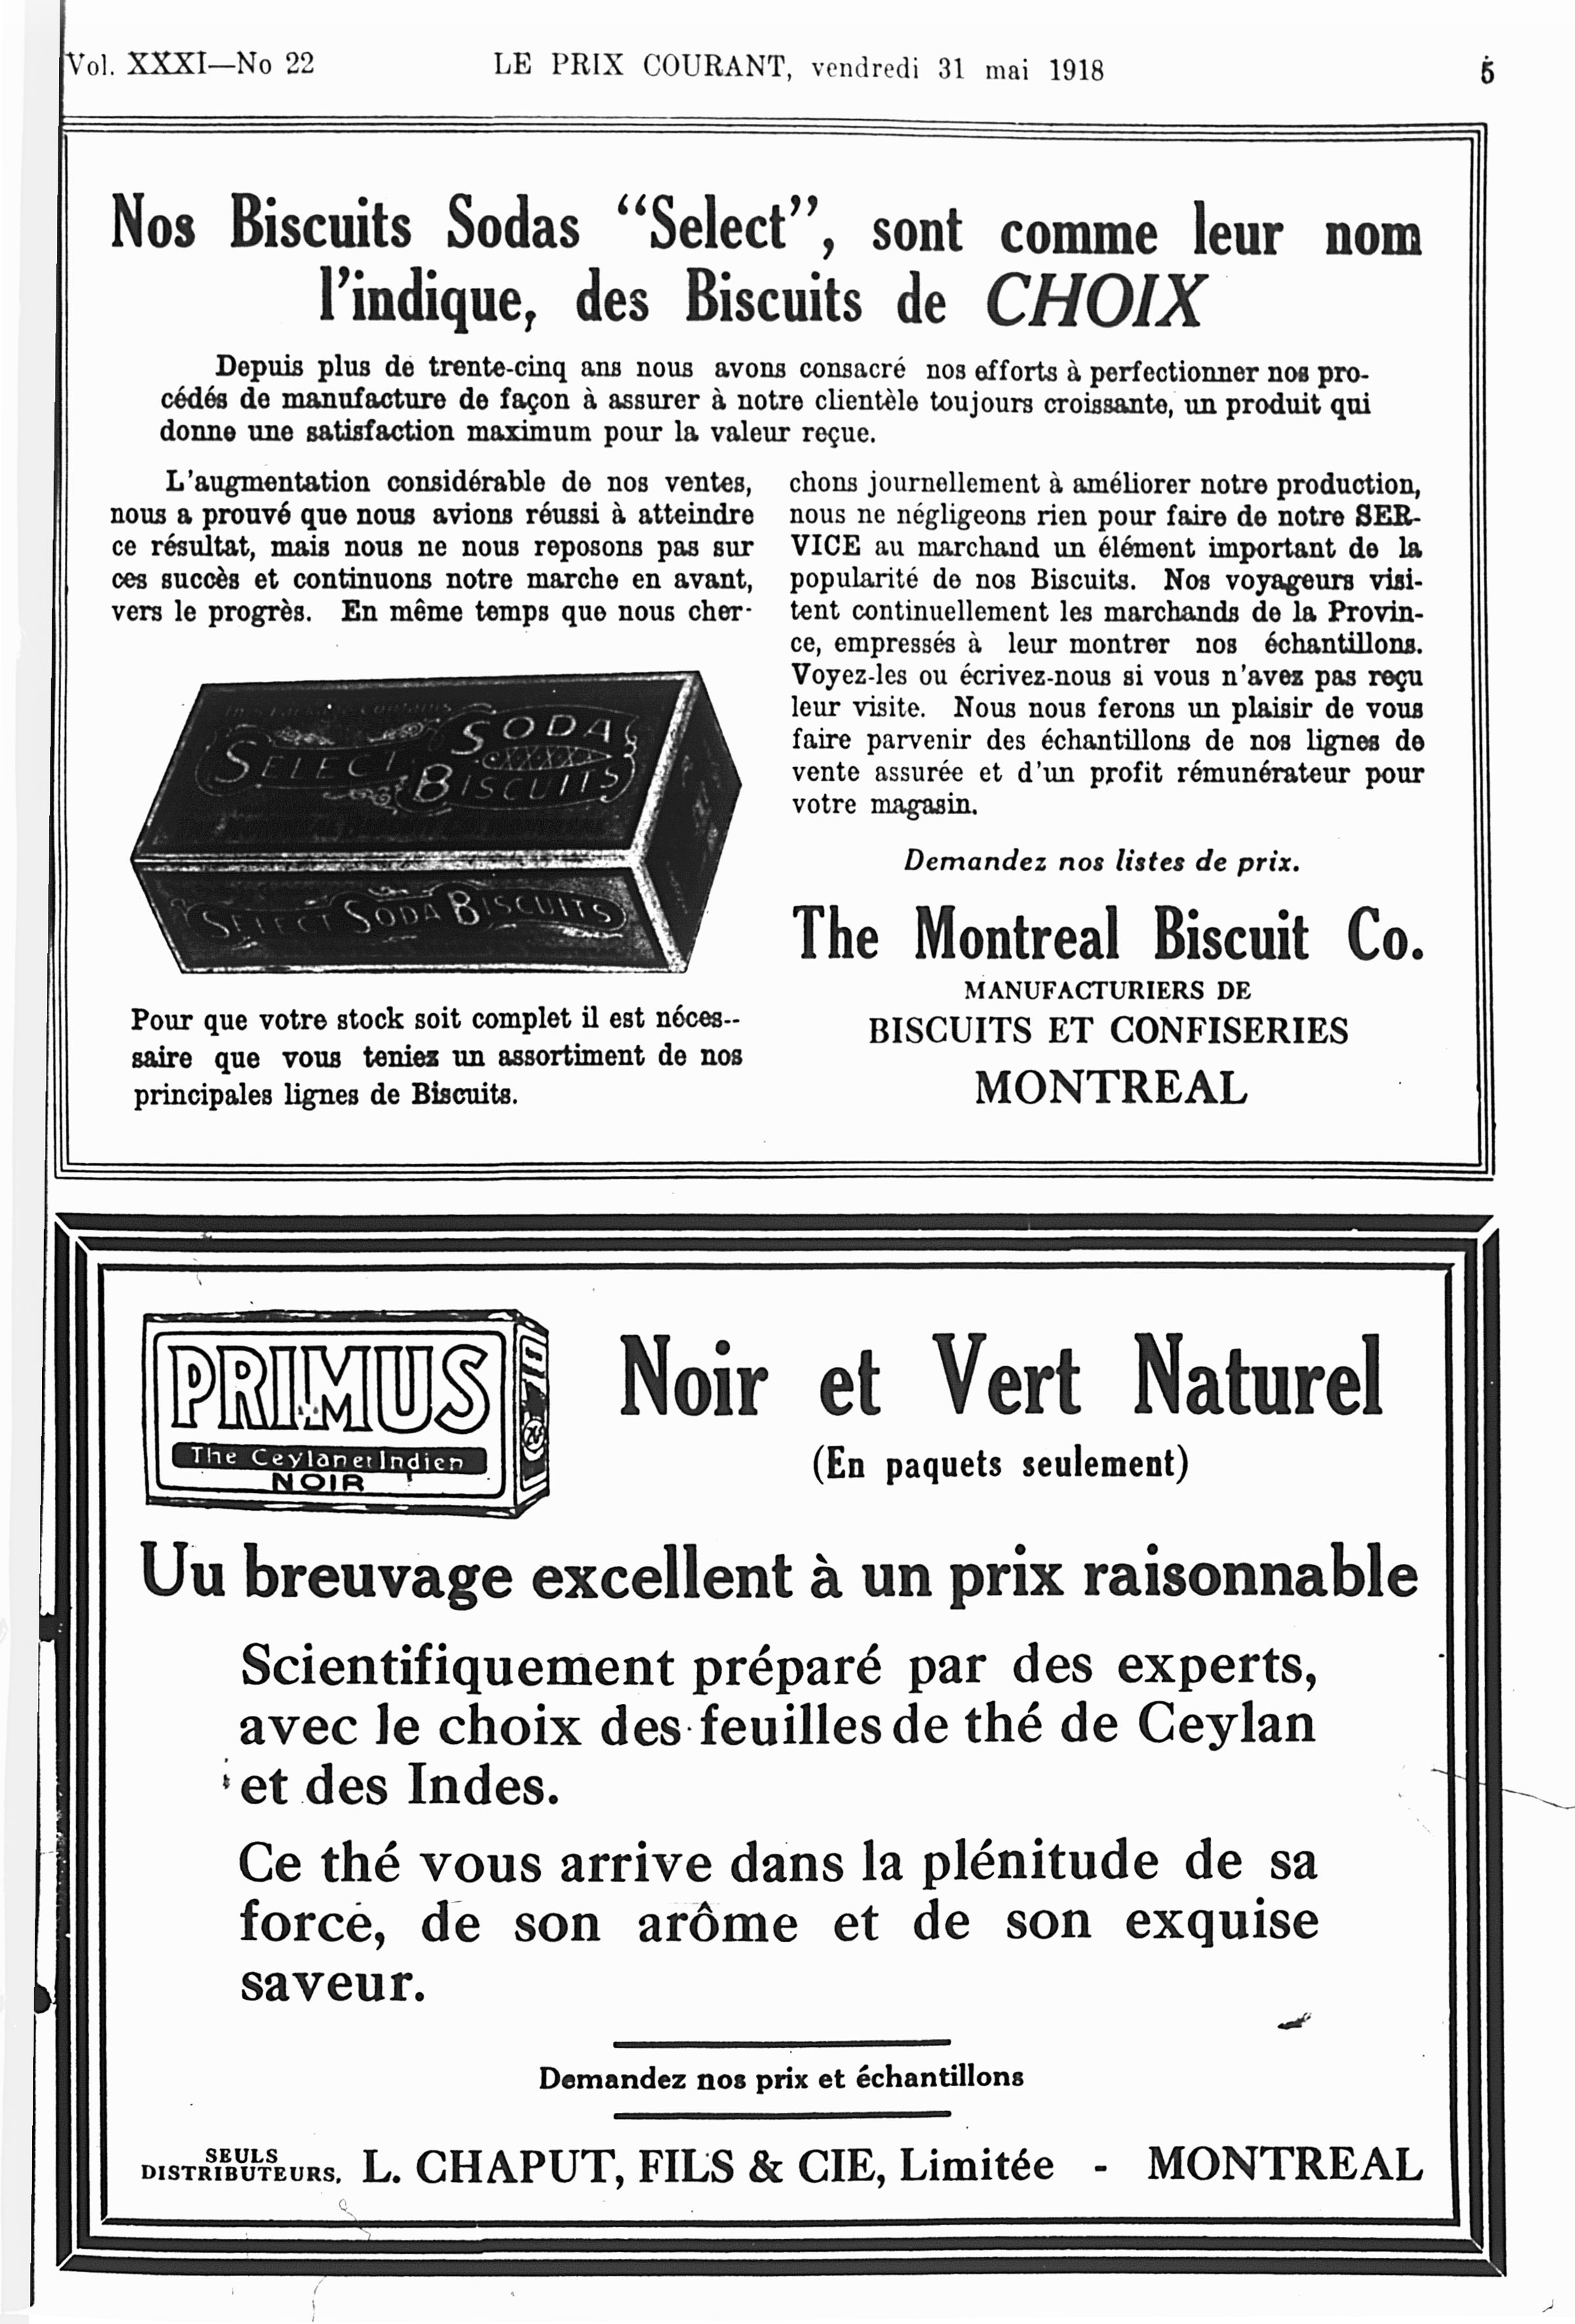 Vol. XXXI—No 22 LE PRIX COURANT, vendredi 31 mai 1918 5
Nos Biscuits Sodas “Select”, sont comme leur nom
l'indique, des Biscuits de CHOIX
Depuis plus de trente-cinq ans nous avons consacré nos efforts à perfectionner nos pro-
cédés de manufacture de façon à assurer à notre clientèle toujours croissante, un produit qui
donne une satisfaction maximum pour la valeur reçue.
L'augmentation considérable de nos ventes,
nous a prouvé que nous avions réussi à atteindre
ce résultat, mais nous ne nous reposons pas sur
ces succès et continuons notre marche en avant,
vers le progrès. En même temps que nous cher-
SELECT SODA
BISCUITS
SELECT SODA BISCUITS
Pour que votre stock soit complet il est néces--
saire que vous teniez un assortiment de nos
principales lignes de Biscuits.
chons journellement à améliorer notre production,
nous ne négligeons rien pour faire de notre SER-
VICE au marchand un élément important de la
popularité de nos Biscuits. Nos voyageurs visi-
tent continuellement les marchands de la Provin-
ce, empressés à leur montrer nos échantillons.
Voyez-les ou écrivez-nous si vous n'avez pas reçu
leur visite. Nous nous ferons un plaisir de vous
faire parvenir des échantillons de nos lignes de
vente assurée et d'un profit rémunérateur pour
votre magasin.
Demandez nos listes de prix.
The Montreal Biscuit Co.
MANUFACTURIERS DE
BISCUITS ET CONFISERIES
MONTREAL
PRIMUS
The Ceylan et Indien
NOIR
Noir et Vert Naturel
(En paquets seulement)
Uu breuvage excellent à un prix raisonnable
Scientifiquement préparé par des experts,
avec le choix des feuilles de thé de Ceylan
et des Indes.
Ce thé vous arrive dans la plénitude de sa
force, de son arôme et de son exquise
saveur.
Demandez nos prix et échantillons
SEULS
DISTRIBUTEURS, L. CHAPUT, FILS & CIE, Limitée - MONTREAL